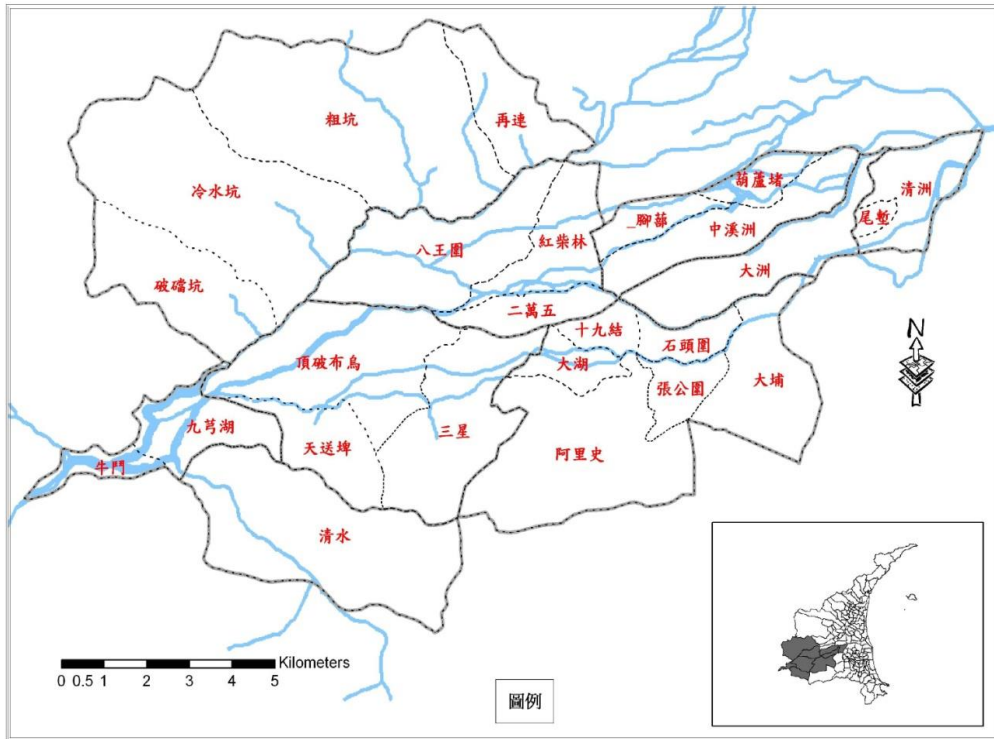 粗坑
再連
冷水坑
葫蘆堵
清洲
尾塹
_腳蔀
中溪洲
八王圍
紅柴林
大洲
破礑坑
二萬五
十九結
石頭圍
頂破布烏
大湖
張公圍
大埔
N
九芎湖
天送埤
三星
阿里史
牛鬥
清水
Kilometers
0 0.5 1 2 3 4 5
圖例